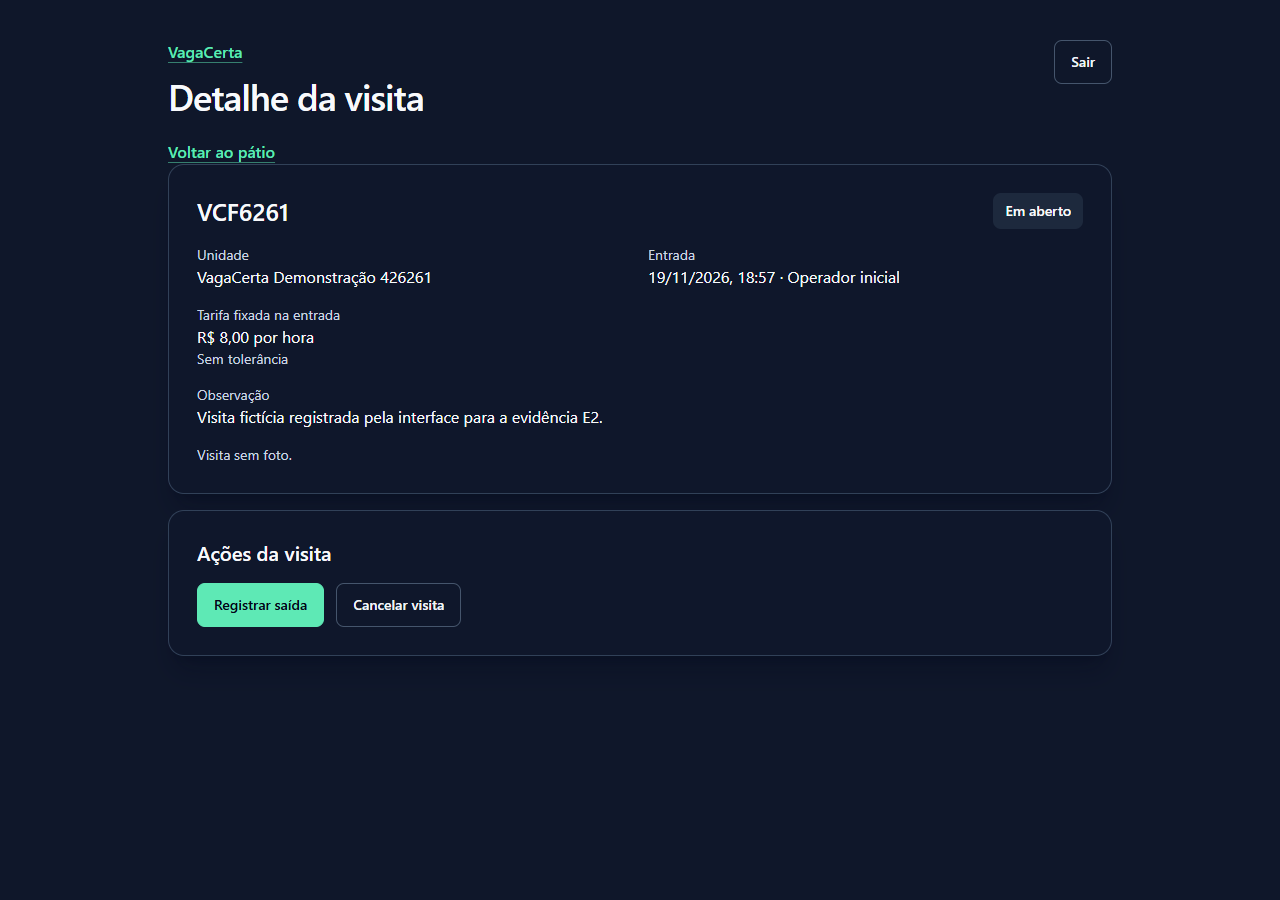 VagaCerta
Sair
Detalhe da visita
Voltar ao pátio
VCF6261
Em aberto
Unidade
VagaCerta Demonstração 426261
Entrada
19/11/2026, 18:57 · Operador inicial
Tarifa fixada na entrada
R$ 8,00 por hora
Sem tolerância
Observação
Visita fictícia registrada pela interface para a evidência E2.
Visita sem foto.
Ações da visita
Registrar saída
Cancelar visita